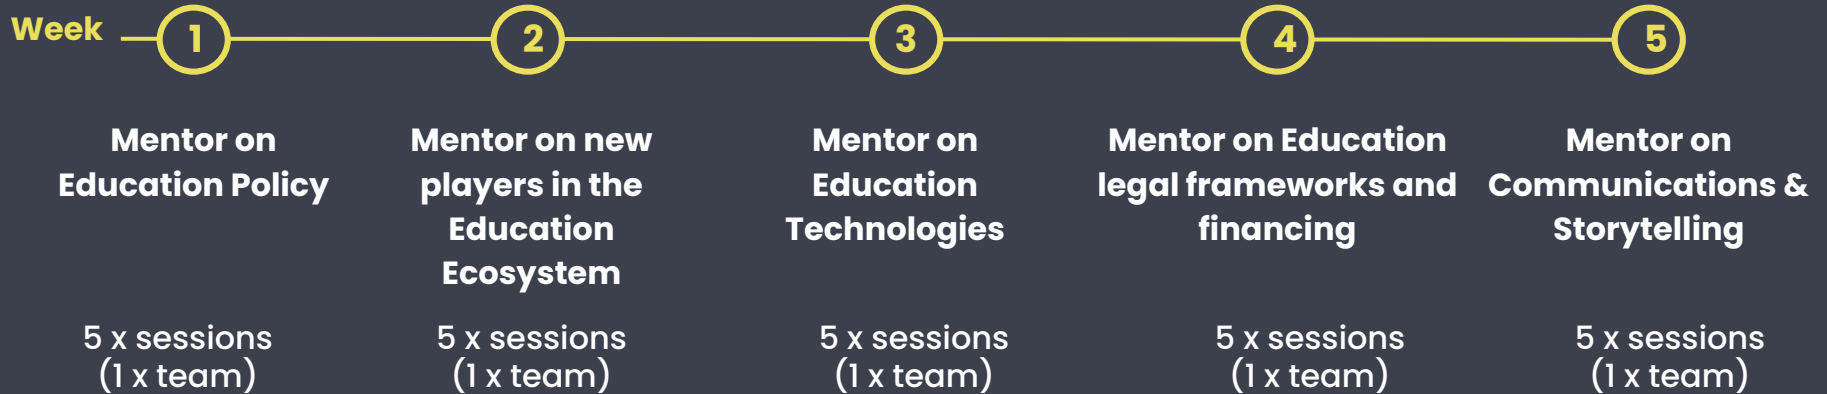 Week 1 2 3 4 5
Mentor on
Education Policy
5 x sessions
(1 x team)
Mentor on new
players in the
Education
Ecosystem
5 x sessions
(1 x team)
Mentor on
Education
Technologies
5 x sessions
(1 x team)
Mentor on Education
legal frameworks and
financing
5 x sessions
(1 x team)
Mentor on
Communications &
Storytelling
5 x sessions
(1 x team)